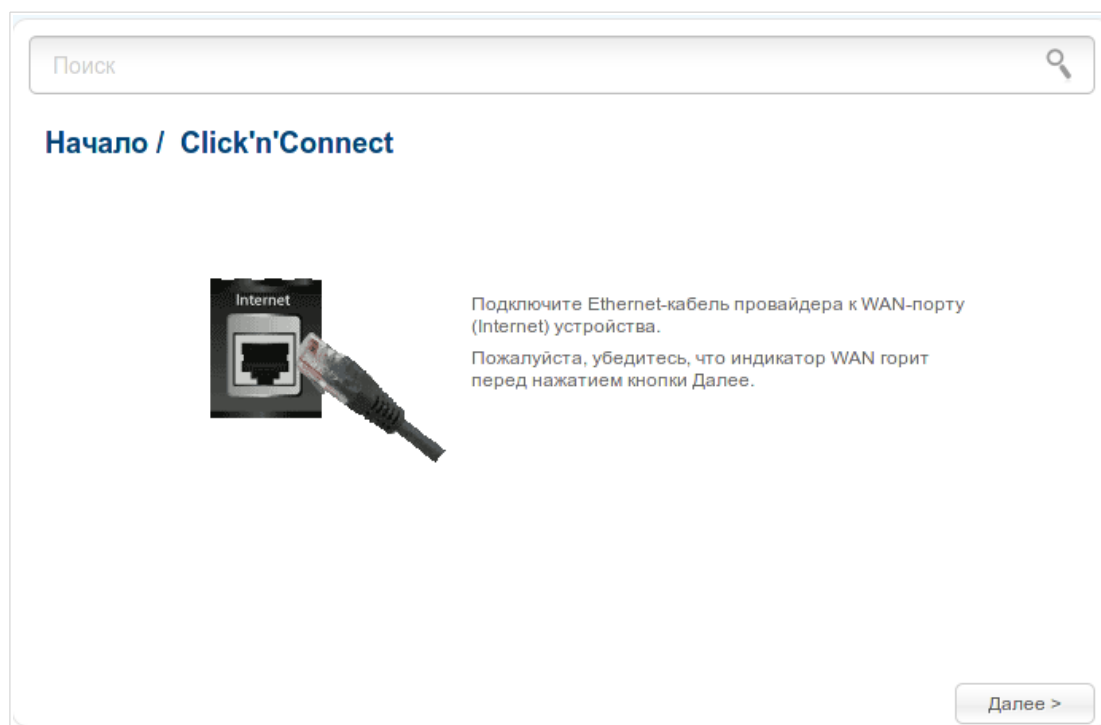 Поиск
Начало / Click'n'Connect
Internet
Подключите Ethernet-кабель провайдера к WAN-порту
(Internet) устройства.
Пожалуйста, убедитесь, что индикатор WAN горит
перед нажатием кнопки Далее.
Далее >